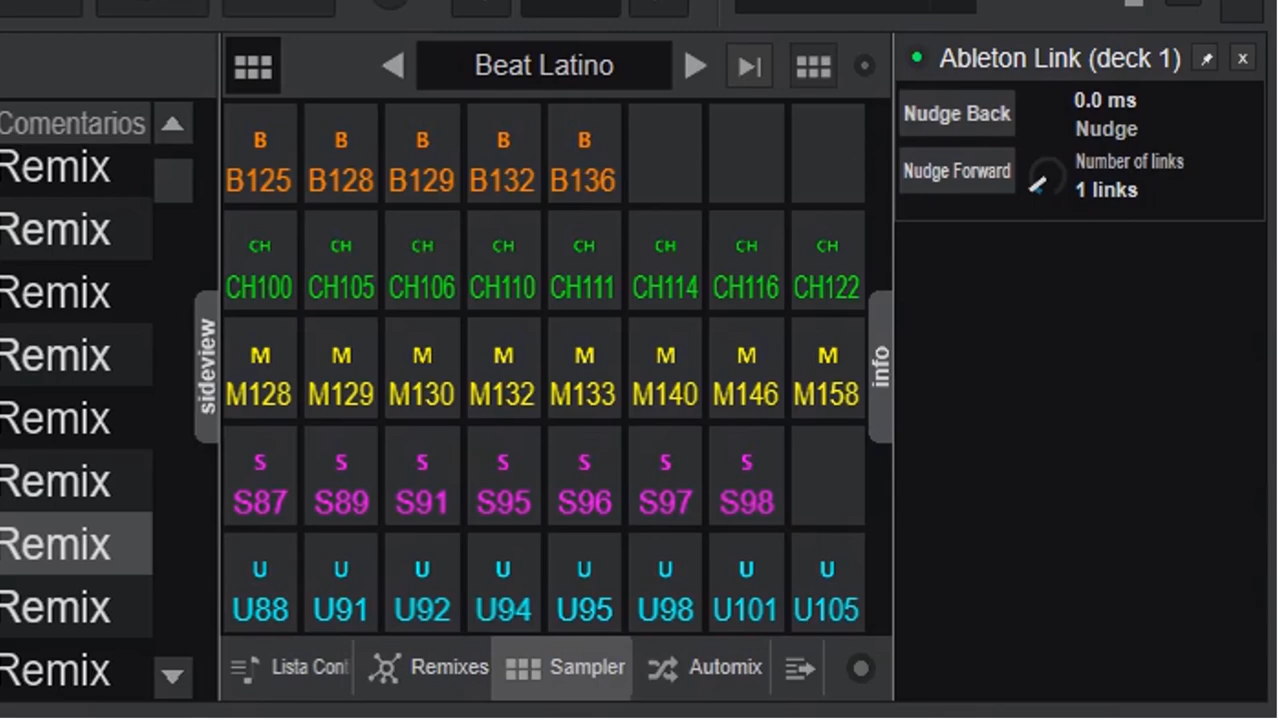 Beat Latino
Ableton Link (deck 1) x
Comentarios
Remix
Remix
Remix
Remix
Remix
Remix
Remix
Remix
Remix
sideview
B B B B B
B125 B128 B129 B132 B136
CH CH CH CH CH CH CH CH
CH100 CH105 CH106 CH110 CH111 CH114 CH116 CH122
M M M M M M M M
M128 M129 M130 M132 M133 M140 M146 M158
S S S S S S S
S87 S89 S91 S95 S96 S97 S98
U U U U U U U U
U88 U91 U92 U94 U95 U98 U101 U105
info
Nudge Back 0.0 ms
Nudge
Nudge Forward Number of links
1 links
Lista Cont Remixes Sampler Automix